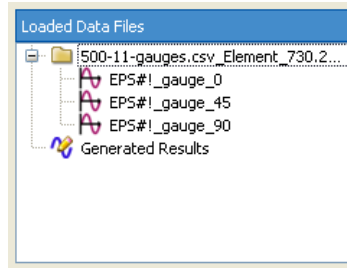 Loaded Data Files
500-11-gauges.csv_Element_730.2...
EPS#!_gauge_0
EPS#!_gauge_45
EPS#!_gauge_90
Generated Results